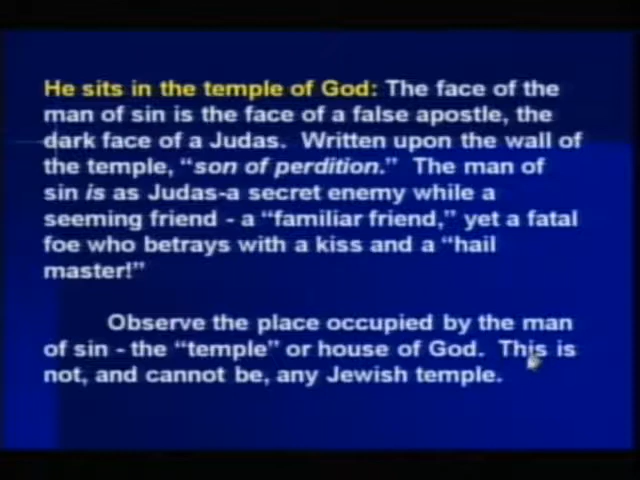 He sits in the temple of God: The face of the
man of sin is the face of a false apostle, the
dark face of a Judas.  Written upon the wall of
the temple, “son of perdition.”  The man of
sin is as Judas-a secret enemy while a
seeming friend - a “familiar friend,” yet a fatal
foe who betrays with a kiss and a “hail
master!”
Observe the place occupied by the man
of sin - the “temple” or house of God.  This is
not, and cannot be, any Jewish temple.